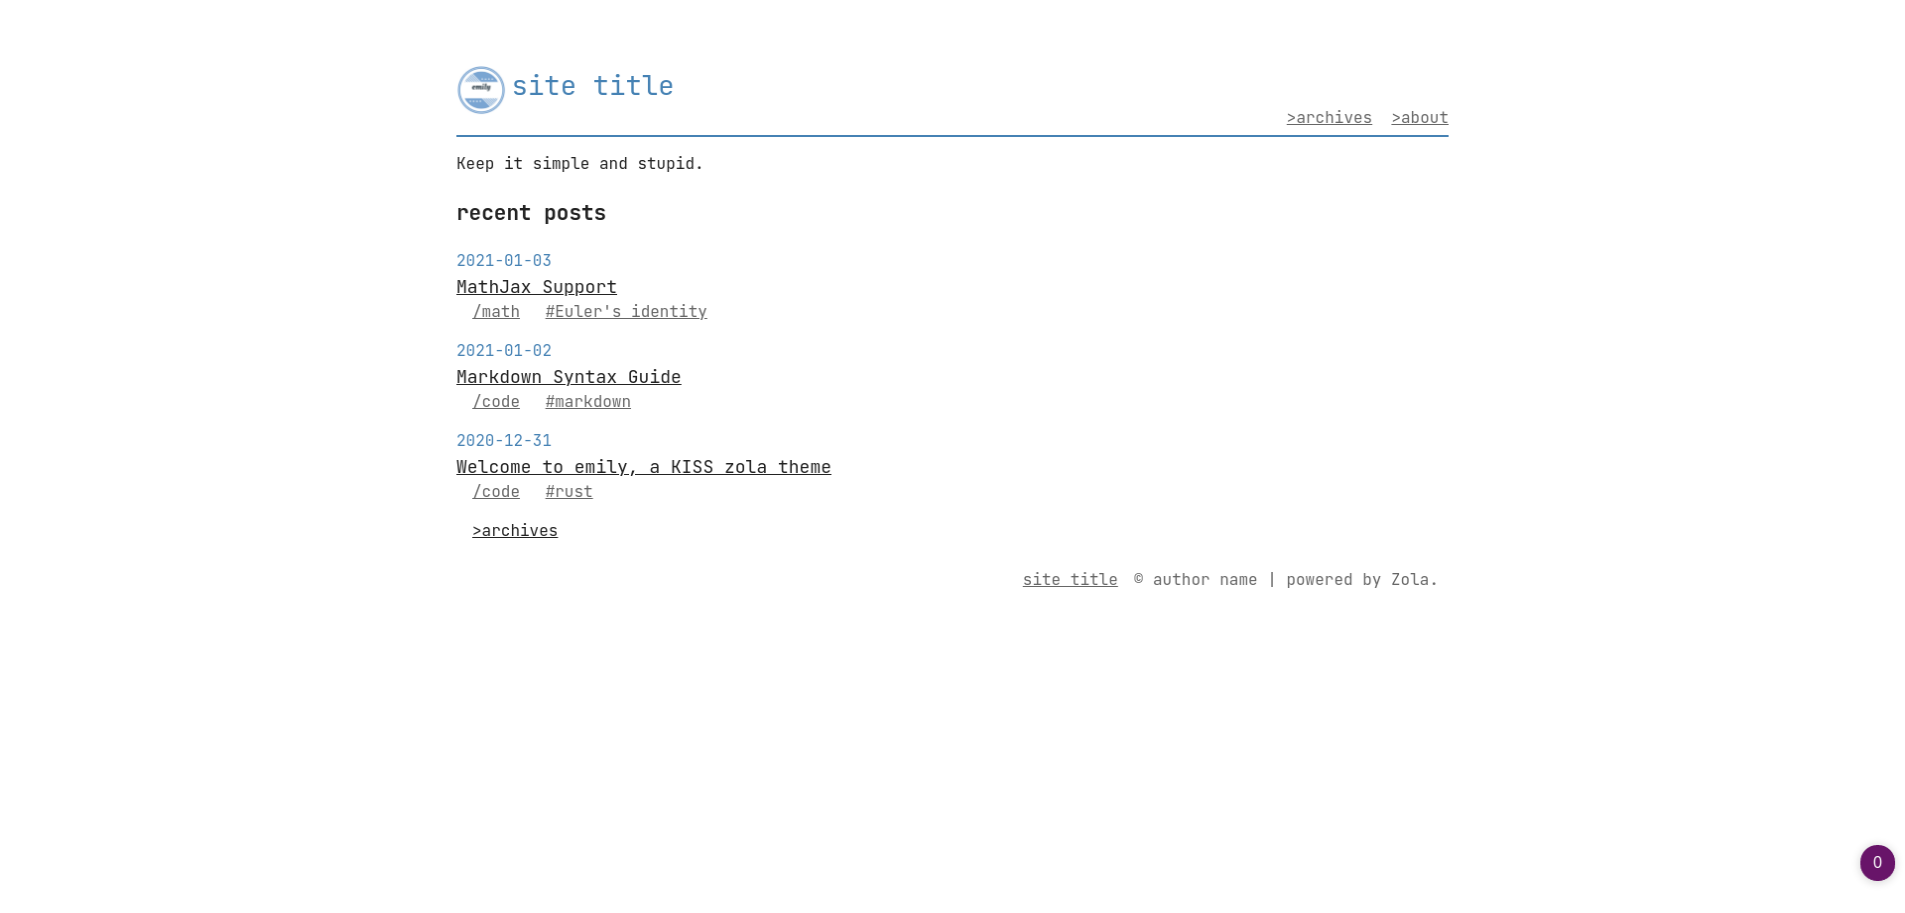 emily
site title
>archives >about
Keep it simple and stupid.
recent posts
2021-01-03
MathJax Support
/math #Euler's identity
2021-01-02
Markdown Syntax Guide
/code #markdown
2020-12-31
Welcome to emily, a KISS zola theme
/code #rust
>archives
site title © author name | powered by Zola.
0